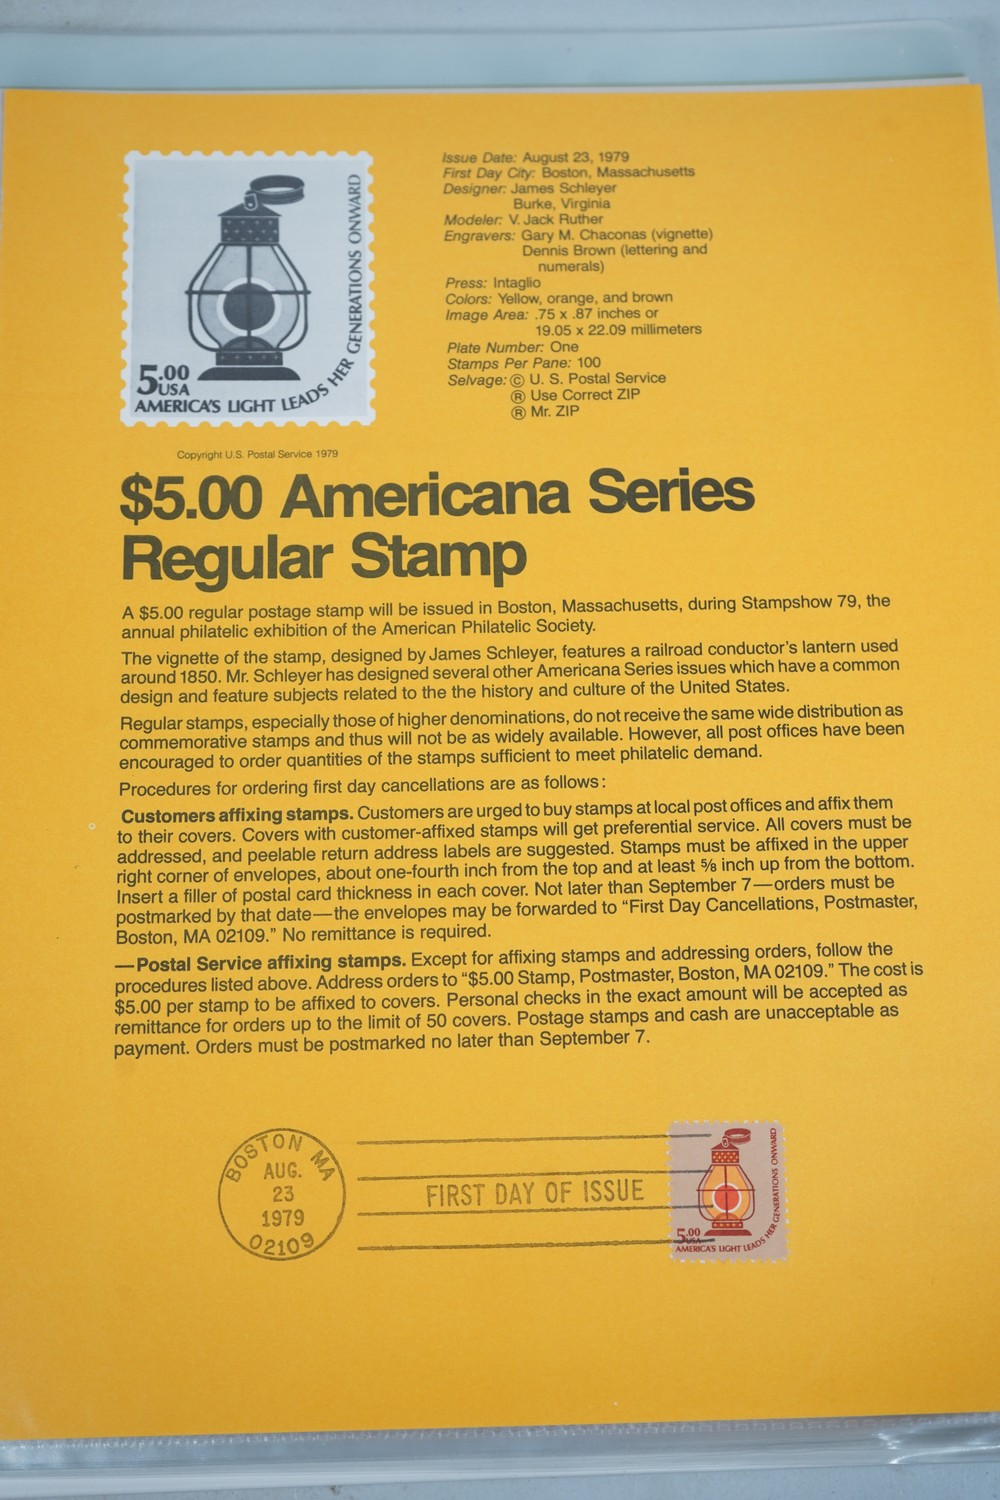 5.00
USA
AMERICA'S LIGHT LEADS HER GENERATIONS ONWARD
Issue Date: August 23, 1979
First Day City: Boston, Massachusetts
Designer: James Schleyer
Burke, Virginia
Modeler: V. Jack Ruther
Engravers: Gary M. Chaconas (vignette)
Dennis Brown (lettering and
numerals)
Press: Intaglio
Colors: Yellow, orange, and brown
Image Area: .75 x .87 inches or
19.05 x 22.09 millimeters
Plate Number: One
Stamps Per Pane: 100
Selvage: © U. S. Postal Service
® Use Correct ZIP
® Mr. ZIP
Copyright U.S. Postal Service 1979
$5.00 Americana Series
Regular Stamp
A $5.00 regular postage stamp will be issued in Boston, Massachusetts, during Stampshow 79, the
annual philatelic exhibition of the American Philatelic Society.
The vignette of the stamp, designed by James Schleyer, features a railroad conductor's lantern used
around 1850. Mr. Schleyer has designed several other Americana Series issues which have a common
design and feature subjects related to the the history and culture of the United States.
Regular stamps, especially those of higher denominations, do not receive the same wide distribution as
commemorative stamps and thus will not be as widely available. However, all post offices have been
encouraged to order quantities of the stamps sufficient to meet philatelic demand.
Procedures for ordering first day cancellations are as follows:
Customers affixing stamps. Customers are urged to buy stamps at local post offices and affix them
to their covers. Covers with customer-affixed stamps will get preferential service. All covers must be
addressed, and peelable return address labels are suggested. Stamps must be affixed in the upper
right corner of envelopes, about one-fourth inch from the top and at least ⅝ inch up from the bottom.
Insert a filler of postal card thickness in each cover. Not later than September 7—orders must be
postmarked by that date—the envelopes may be forwarded to "First Day Cancellations, Postmaster,
Boston, MA 02109." No remittance is required.
—Postal Service affixing stamps. Except for affixing stamps and addressing orders, follow the
procedures listed above. Address orders to "$5.00 Stamp, Postmaster, Boston, MA 02109." The cost is
$5.00 per stamp to be affixed to covers. Personal checks in the exact amount will be accepted as
remittance for orders up to the limit of 50 covers. Postage stamps and cash are unacceptable as
payment. Orders must be postmarked no later than September 7.
BOSTON MA
AUG.
23
1979
02109
FIRST DAY OF ISSUE
5.00
USA
AMERICA'S LIGHT LEADS HER GENERATIONS ONWARD